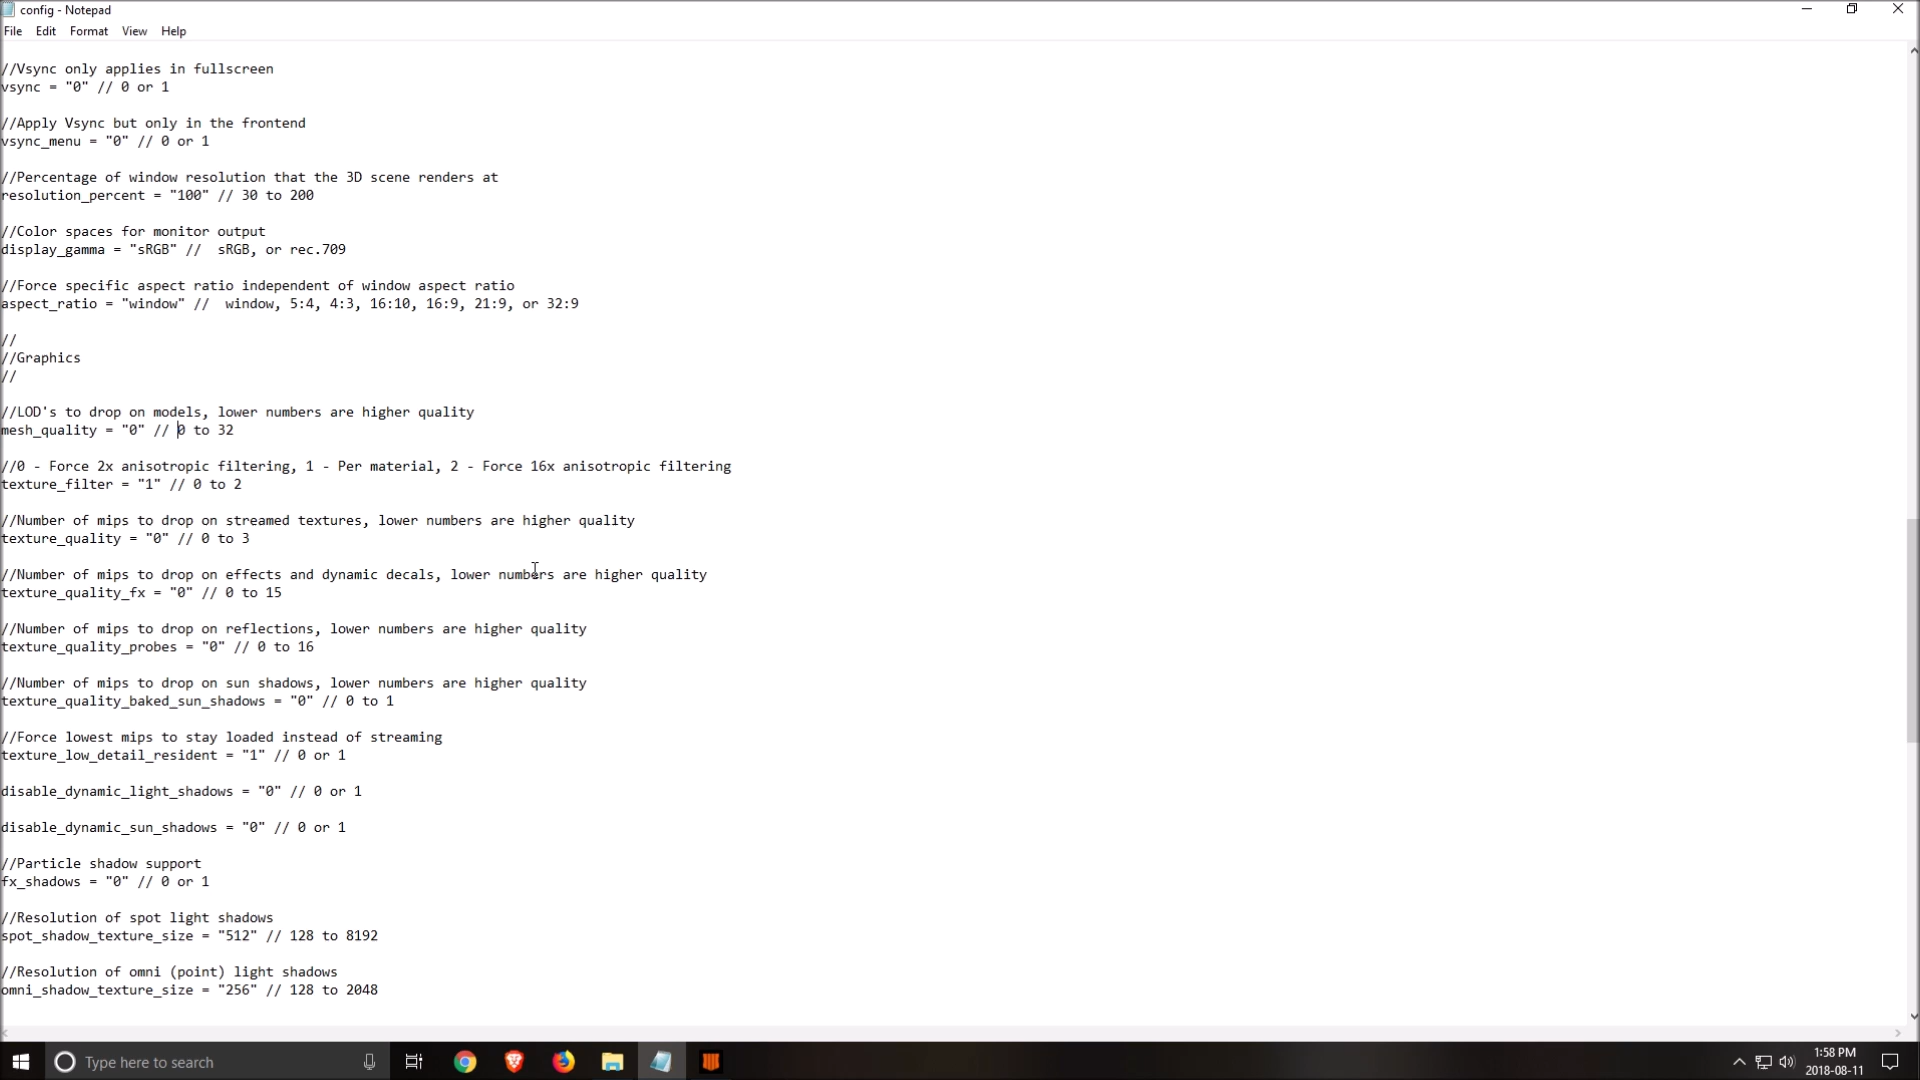 config - Notepad
File Edit Format View Help
//Vsync only applies in fullscreen
vsync = "0" // 0 or 1
//Apply Vsync but only in the frontend
vsync_menu = "0" // 0 or 1
//Percentage of window resolution that the 3D scene renders at
resolution_percent = "100" // 30 to 200
//Color spaces for monitor output
display_gamma = "sRGB" //  sRGB, or rec.709
//Force specific aspect ratio independent of window aspect ratio
aspect_ratio = "window" //  window, 5:4, 4:3, 16:10, 16:9, 21:9, or 32:9
//
//Graphics
//
//LOD's to drop on models, lower numbers are higher quality
mesh_quality = "0" // 0 to 32
//0 - Force 2x anisotropic filtering, 1 - Per material, 2 - Force 16x anisotropic filtering
texture_filter = "1" // 0 to 2
//Number of mips to drop on streamed textures, lower numbers are higher quality
texture_quality = "0" // 0 to 3
//Number of mips to drop on effects and dynamic decals, lower numbers are higher quality
texture_quality_fx = "0" // 0 to 15
//Number of mips to drop on reflections, lower numbers are higher quality
texture_quality_probes = "0" // 0 to 16
//Number of mips to drop on sun shadows, lower numbers are higher quality
texture_quality_baked_sun_shadows = "0" // 0 to 1
//Force lowest mips to stay loaded instead of streaming
texture_low_detail_resident = "1" // 0 or 1
disable_dynamic_light_shadows = "0" // 0 or 1
disable_dynamic_sun_shadows = "0" // 0 or 1
//Particle shadow support
fx_shadows = "0" // 0 or 1
//Resolution of spot light shadows
spot_shadow_texture_size = "512" // 128 to 8192
//Resolution of omni (point) light shadows
omni_shadow_texture_size = "256" // 128 to 2048
Type here to search
1:58 PM
2018-08-11